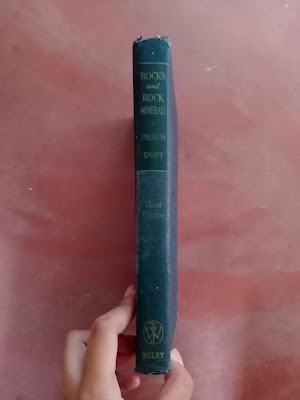 ROCKS
and
ROCK
MINERALS
PIRSSON
KNOPF
Third
Edition
W
WILEY